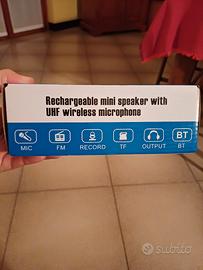 Rechargeable mini speaker with
UHF wireless microphone
BT
MIC FM RECORD TF OUTPUT BT
subito